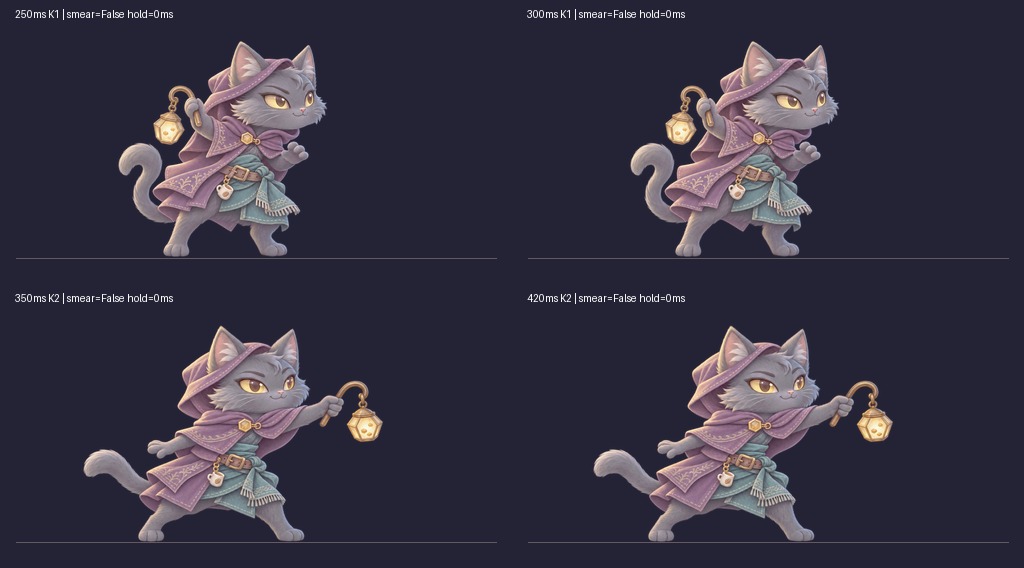 250ms K1 | smear=False hold=0ms
300ms K1 | smear=False hold=0ms
350ms K2 | smear=False hold=0ms
420ms K2 | smear=False hold=0ms